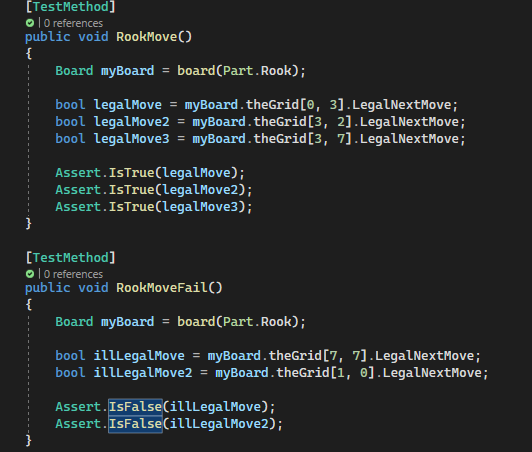 [TestMethod]
| 0 references
public void RookMove()
{
Board myBoard = board(Part.Rook);
bool legalMove = myBoard.theGrid[0, 3].LegalNextMove;
bool legalMove2 = myBoard.theGrid[3, 2].LegalNextMove;
bool legalMove3 = myBoard.theGrid[3, 7].LegalNextMove;
Assert.IsTrue(legalMove);
Assert.IsTrue(legalMove2);
Assert.IsTrue(legalMove3);
}
[TestMethod]
| 0 references
public void RookMoveFail()
{
Board myBoard = board(Part.Rook);
bool illLegalMove = myBoard.theGrid[7, 7].LegalNextMove;
bool illLegalMove2 = myBoard.theGrid[1, 0].LegalNextMove;
Assert.IsFalse(illLegalMove);
Assert.IsFalse(illLegalMove2);
}